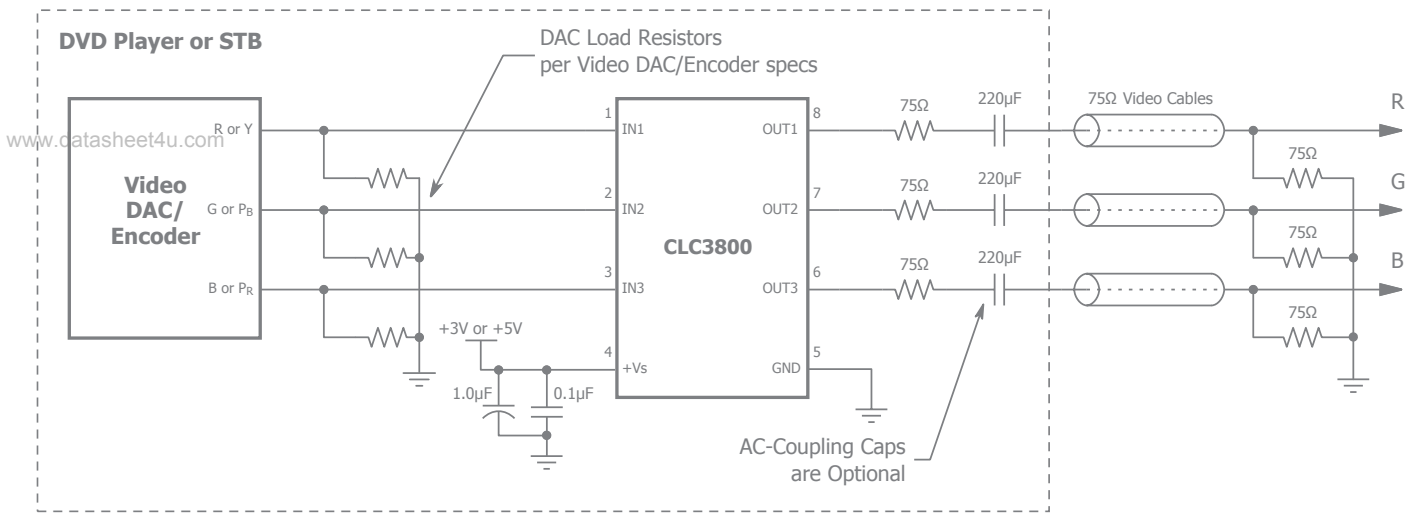 DVD Player or STB
DAC Load Resistors
per Video DAC/Encoder specs
www.datasheet4u.com
Video
DAC/
Encoder
R or Y
G or PB
B or PR
1
IN1
2
IN2
3
IN3
4
+Vs
CLC3800
8
OUT1
7
OUT2
6
OUT3
5
GND
+3V or +5V
1.0µF
0.1µF
75Ω
220µF
75Ω
220µF
75Ω
220µF
AC-Coupling Caps
are Optional
75Ω Video Cables
R
75Ω
G
75Ω
B
75Ω